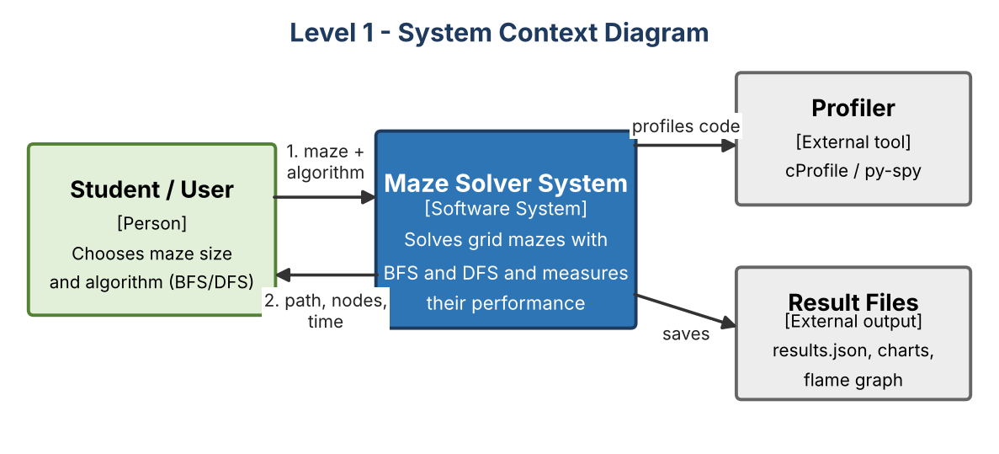 Level 1 - System Context Diagram
Student / User
[Person]
Chooses maze size
and algorithm (BFS/DFS)
1. maze +
algorithm
2. path, nodes,
time
Maze Solver System
[Software System]
Solves grid mazes with
BFS and DFS and measures
their performance
profiles code
saves
Profiler
[External tool]
cProfile / py-spy
Result Files
[External output]
results.json, charts,
flame graph